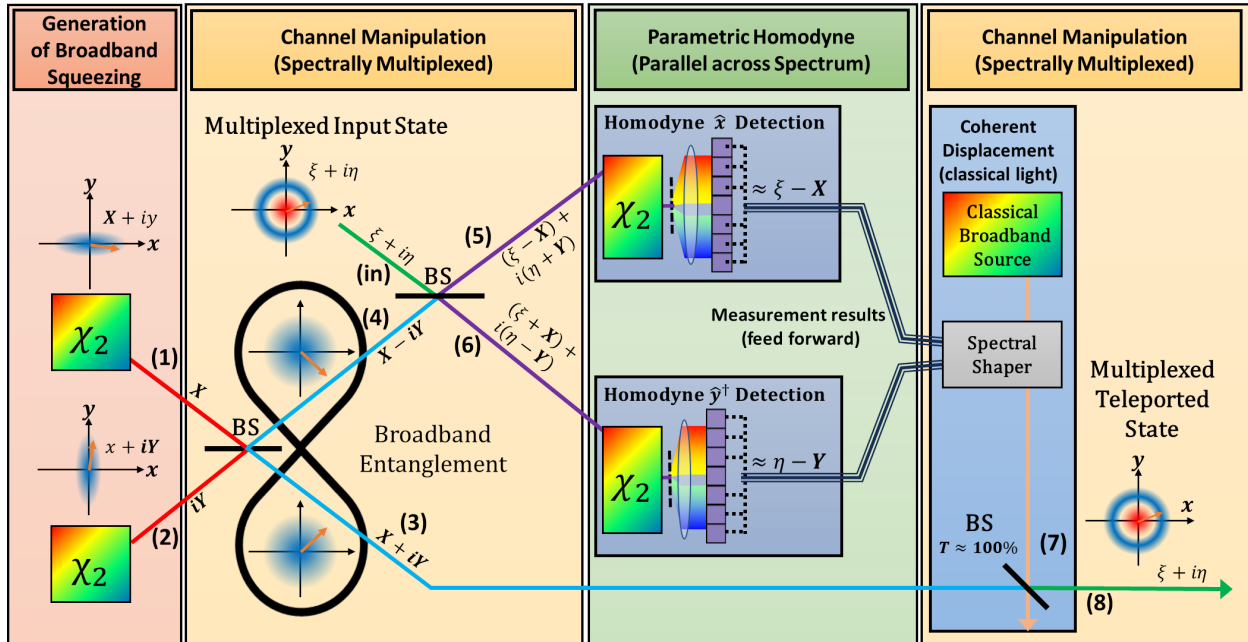 Generation
of Broadband
Squeezing
y
X + iy
x
χ2
(1)
X
y
x + iY
x
χ2
(2)
iY
Channel Manipulation
(Spectrally Multiplexed)
Multiplexed Input State
y
ξ + iη
x
ξ + iη
(in)
BS
(4)
X − iY
BS
Broadband
Entanglement
(3)
X + iY
(5)
(ξ − X) +
i(η + Y)
(6)
(ξ + X) +
i(η − Y)
Parametric Homodyne
(Parallel across Spectrum)
Homodyne x̂ Detection
χ2
≈ ξ − X
Measurement results
(feed forward)
Homodyne ŷ† Detection
χ2
≈ η − Y
Channel Manipulation
(Spectrally Multiplexed)
Coherent
Displacement
(classical light)
Classical
Broadband
Source
Spectral
Shaper
BS
T ≈ 100%
(7)
(8)
Multiplexed
Teleported
State
y
x
ξ + iη